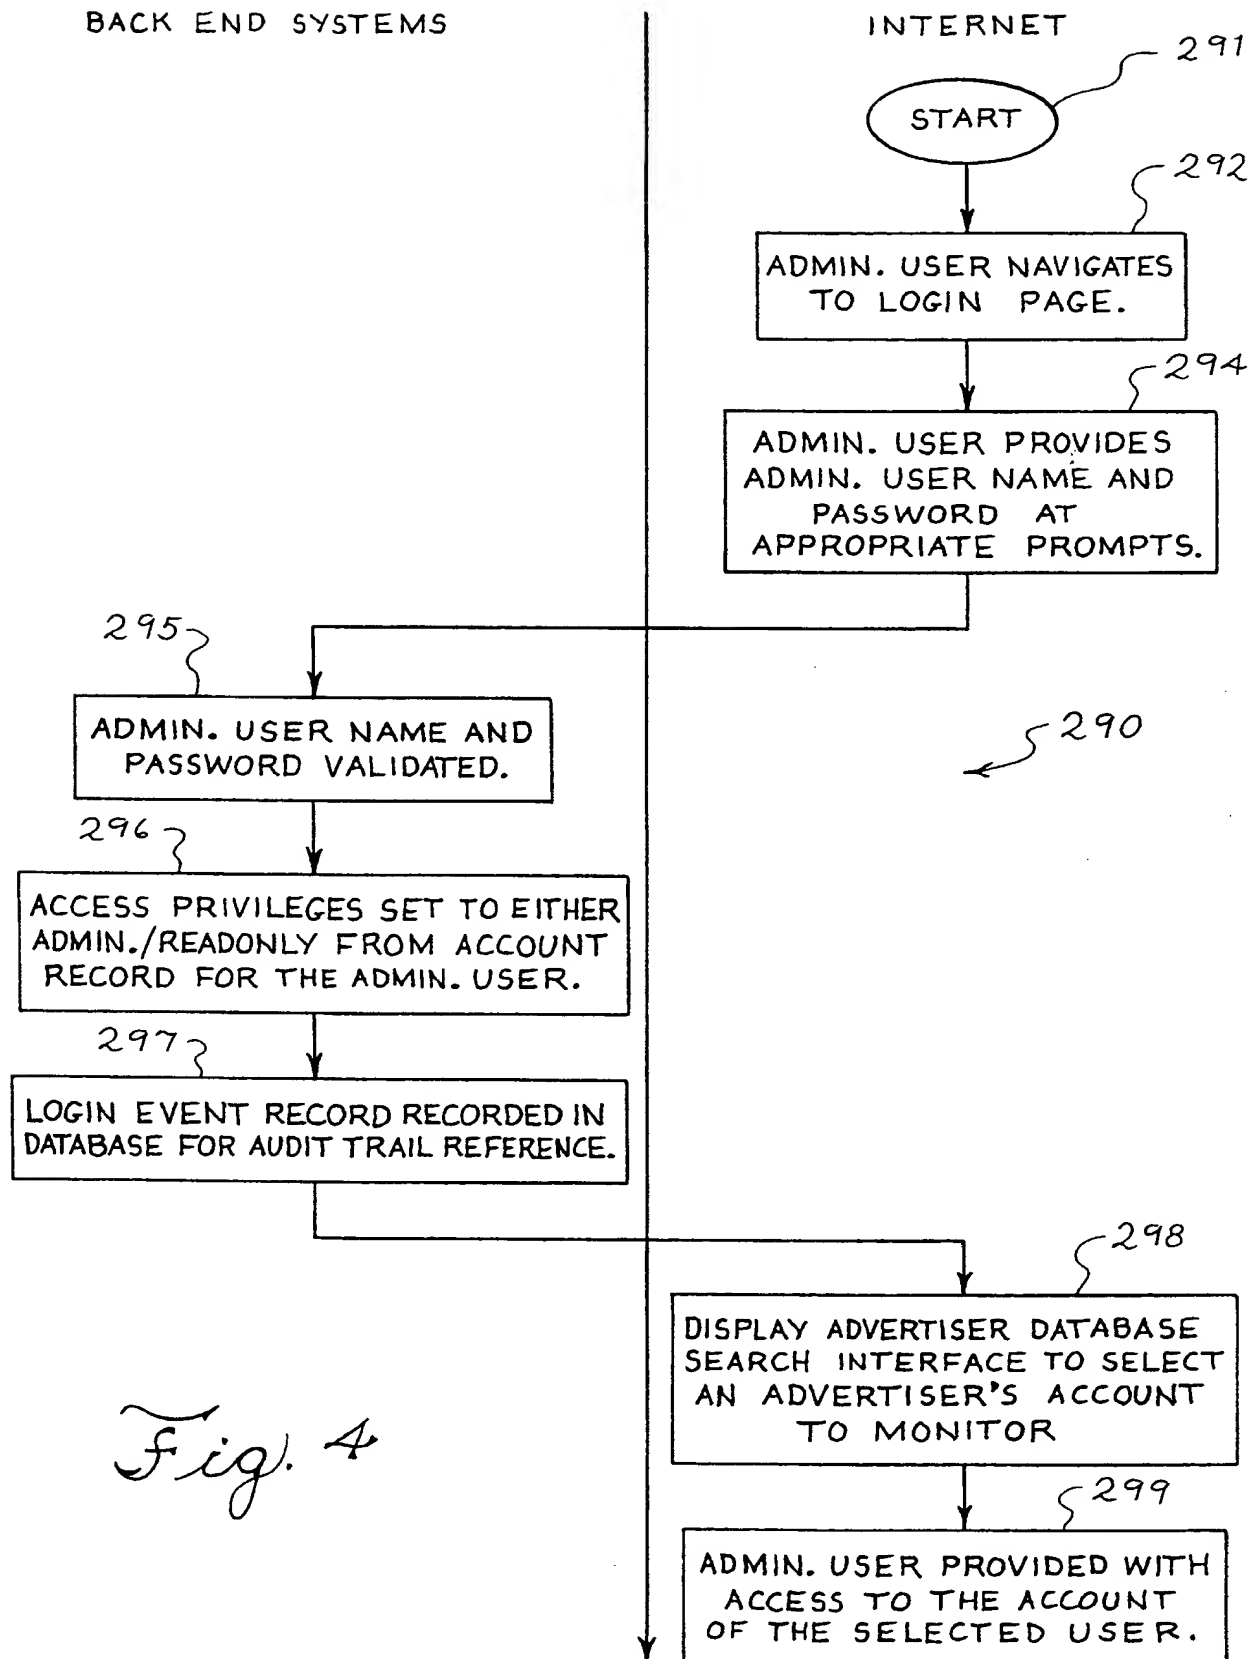 BACK END SYSTEMS
INTERNET
291
START
292
ADMIN. USER NAVIGATES
TO LOGIN PAGE.
294
ADMIN. USER PROVIDES
ADMIN. USER NAME AND
PASSWORD AT
APPROPRIATE PROMPTS.
295
ADMIN. USER NAME AND
PASSWORD VALIDATED.
290
296
ACCESS PRIVILEGES SET TO EITHER
ADMIN./READONLY FROM ACCOUNT
RECORD FOR THE ADMIN. USER.
297
LOGIN EVENT RECORD RECORDED IN
DATABASE FOR AUDIT TRAIL REFERENCE.
298
DISPLAY ADVERTISER DATABASE
SEARCH INTERFACE TO SELECT
AN ADVERTISER'S ACCOUNT
TO MONITOR
Fig. 4
299
ADMIN. USER PROVIDED WITH
ACCESS TO THE ACCOUNT
OF THE SELECTED USER.